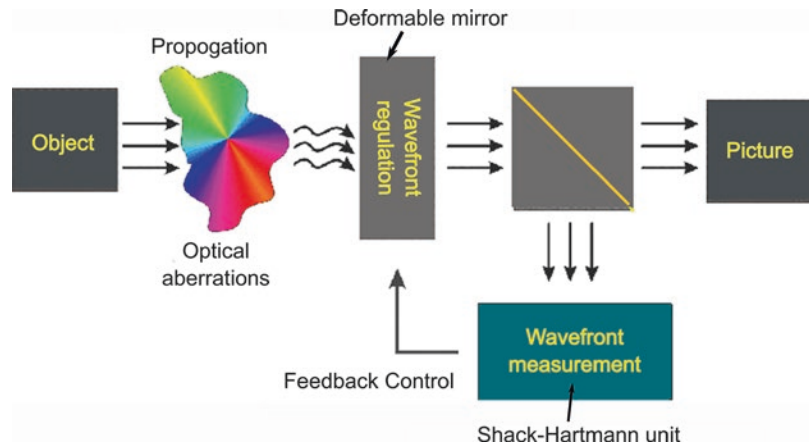 Deformable mirror
Propogation
Object
Wavefront
regulation
Picture
Optical
aberrations
Wavefront
measurement
Feedback Control
Shack-Hartmann unit